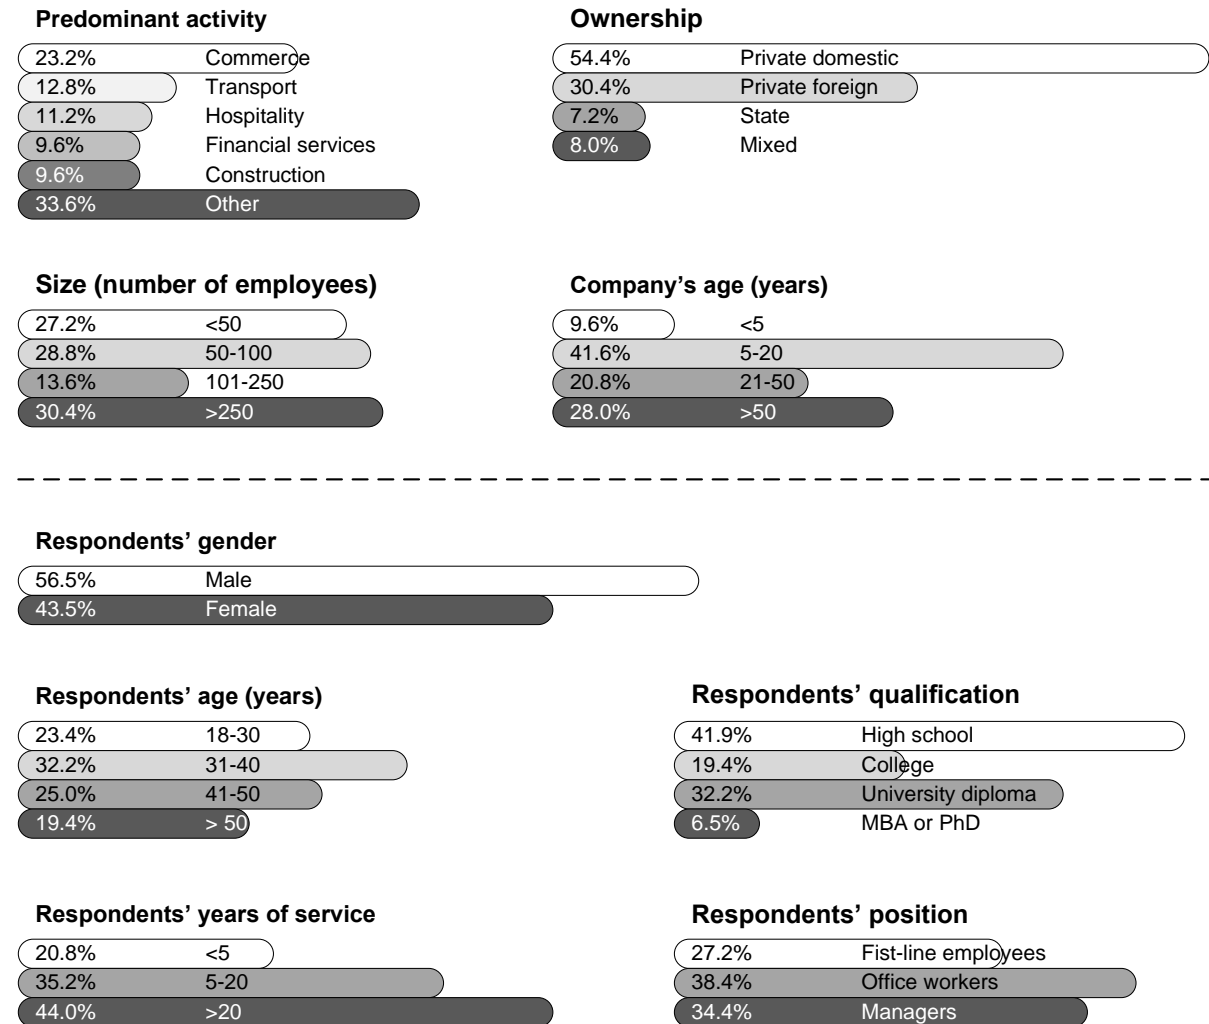 Predominant activity
23.2% Commerce
12.8% Transport
11.2% Hospitality
9.6% Financial services
9.6% Construction
33.6% Other
Ownership
54.4% Private domestic
30.4% Private foreign
7.2% State
8.0% Mixed
Size (number of employees)
27.2% <50
28.8% 50-100
13.6% 101-250
30.4% >250
Company’s age (years)
9.6% <5
41.6% 5-20
20.8% 21-50
28.0% >50
Respondents’ gender
56.5% Male
43.5% Female
Respondents’ age (years)
23.4% 18-30
32.2% 31-40
25.0% 41-50
19.4% > 50
Respondents’ qualification
41.9% High school
19.4% College
32.2% University diploma
6.5% MBA or PhD
Respondents’ years of service
20.8% <5
35.2% 5-20
44.0% >20
Respondents’ position
27.2% Fist-line employees
38.4% Office workers
34.4% Managers